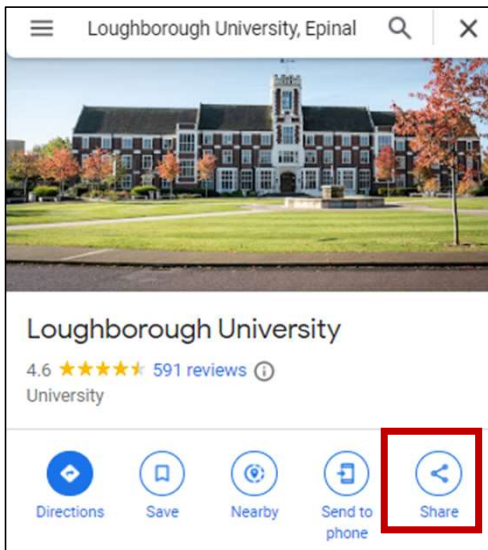 Loughborough University, Epinal
Loughborough University
4.6 591 reviews
University
Directions Save Nearby Send to phone Share